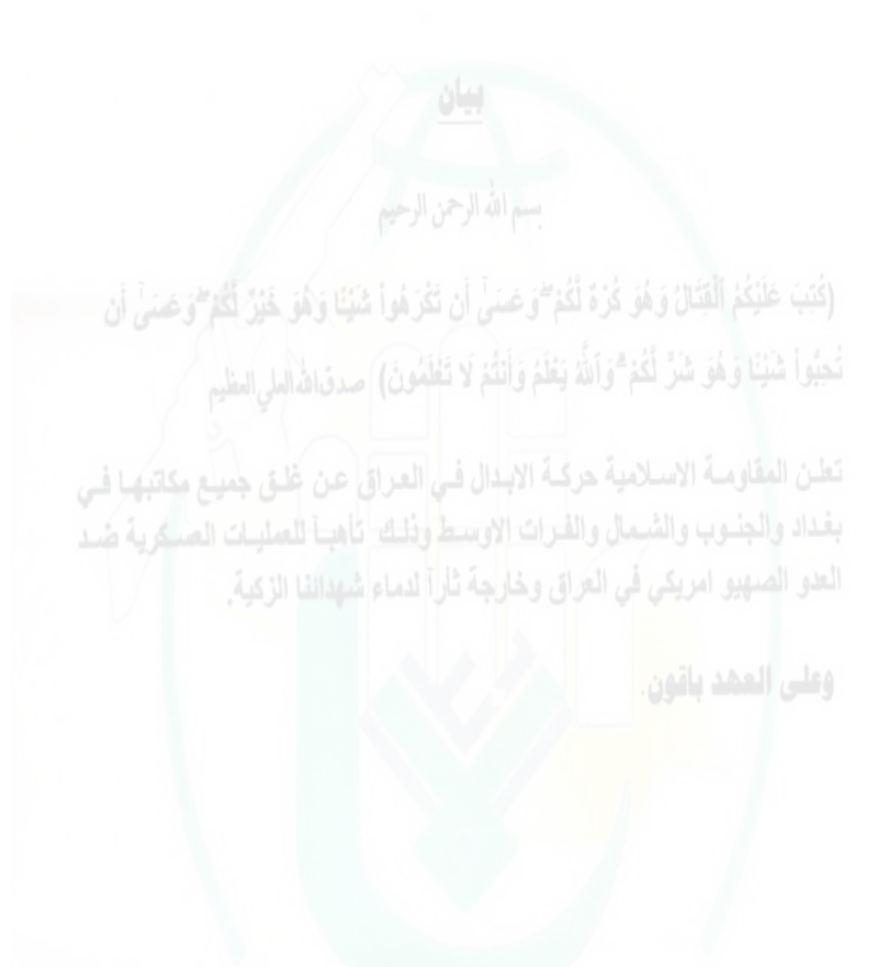 بيان
بسم الله الرحمن الرحيم
(كُتِبَ عَلَيْكُمُ ٱلْقِتَالُ وَهُوَ كُرْهٌ لَّكُمْ ۖ وَعَسَىٰٓ أَن تَكْرَهُواْ شَيْـًٔا وَهُوَ خَيْرٌ لَّكُمْ ۖ وَعَسَىٰٓ أَن
تُحِبُّواْ شَيْـًٔا وَهُوَ شَرٌّ لَّكُمْ ۗ وَٱللَّهُ يَعْلَمُ وَأَنتُمْ لَا تَعْلَمُونَ) صدق الله العلي العظيم
تعلن المقاومة الاسلامية حركة الابدال في العراق عن غلق جميع مكاتبها في
بغداد والجنوب والشمال والفرات الاوسط وذلك تأهبآ للعمليات العسكرية ضد
العدو الصهيو امريكي في العراق وخارجة ثأرآ لدماء شهدائنا الزكية.
وعلى العهد باقون.